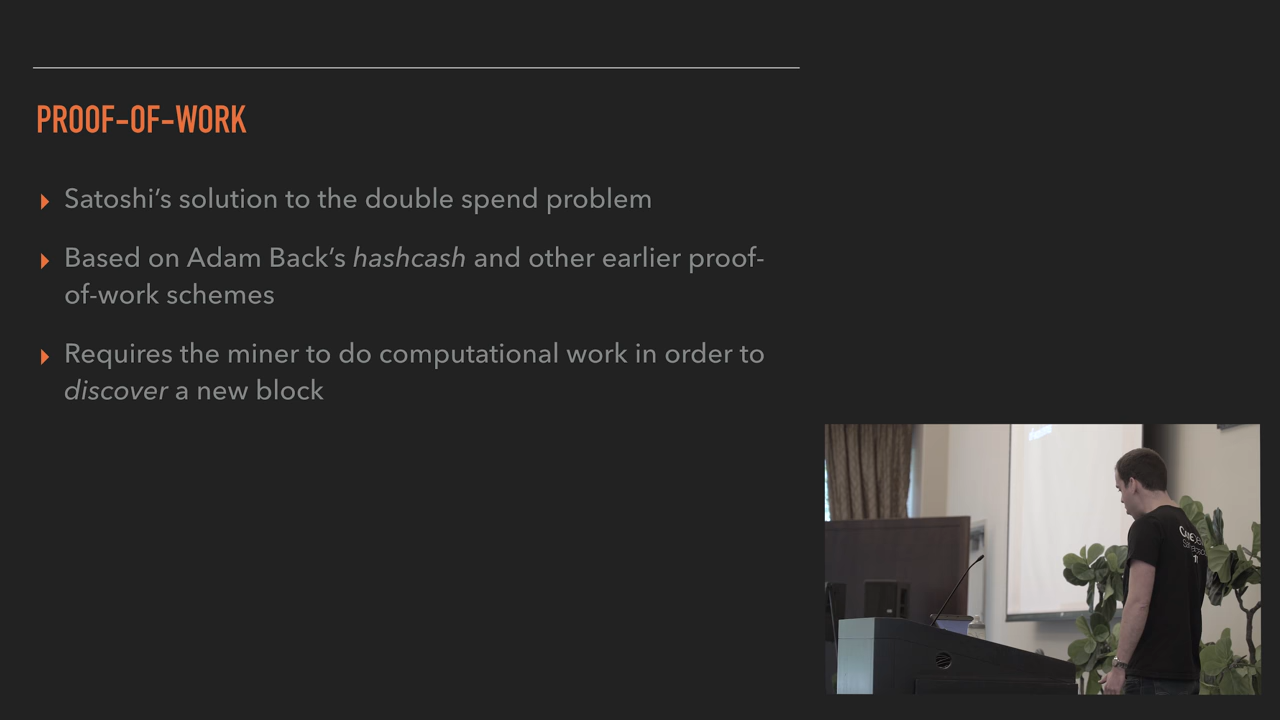 PROOF-OF-WORK
Satoshi's solution to the double spend problem
Based on Adam Back's hashcash and other earlier proof-
of-work schemes
Requires the miner to do computational work in order to
discover a new block